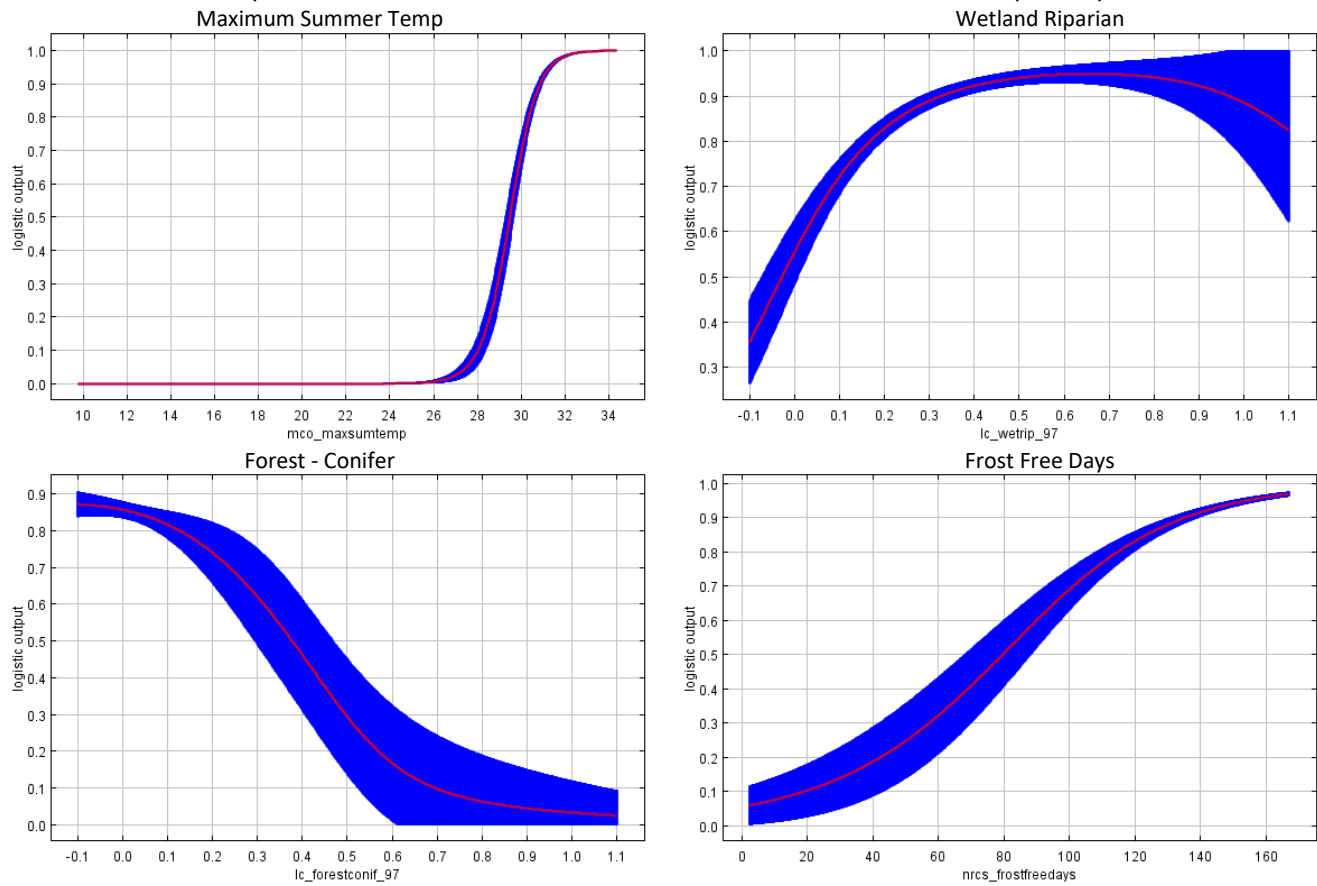 Maximum Summer Temp
1.0
0.9
0.8
0.7
0.6
0.5
0.4
0.3
0.2
0.1
0.0
logistic output
10 12 14 16 18 20 22 24 26 28 30 32 34
mco_maxsumtemp
Wetland Riparian
1.0
0.9
0.8
0.7
0.6
0.5
0.4
0.3
logistic output
-0.1 0.0 0.1 0.2 0.3 0.4 0.5 0.6 0.7 0.8 0.9 1.0 1.1
lc_wetrip_97
Forest - Conifer
0.9
0.8
0.7
0.6
0.5
0.4
0.3
0.2
0.1
0.0
logistic output
-0.1 0.0 0.1 0.2 0.3 0.4 0.5 0.6 0.7 0.8 0.9 1.0 1.1
lc_forestconif_97
Frost Free Days
1.0
0.9
0.8
0.7
0.6
0.5
0.4
0.3
0.2
0.1
0.0
logistic output
0 20 40 60 80 100 120 140 160
nrcs_frostfreedays